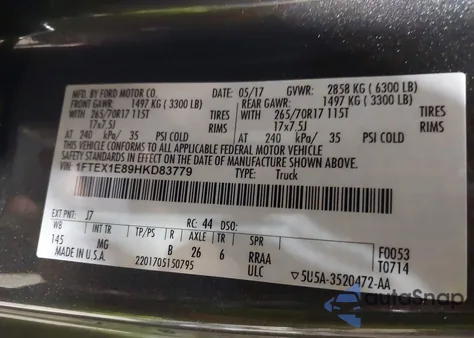 MFD. BY FORD MOTOR CO. DATE: 05/17 GVWR: 2858 KG ( 6300 LB)
FRONT GAWR: 1497 KG ( 3300 LB) REAR GAWR: 1497 KG ( 3300 LB)
WITH 265/70R17 115T TIRES WITH 265/70R17 115T TIRES
17x7.5J RIMS 17x7.5J RIMS
AT 240 kPa/ 35 PSI COLD AT 240 kPa/ 35 PSI COLD
THIS VEHICLE CONFORMS TO ALL APPLICABLE FEDERAL MOTOR VEHICLE
SAFETY STANDARD IN EFFECT ON THE DATE OF MANUFACTURE SHOWN ABOVE.
VIN: 1FTEX1E89HKD83779 TYPE: Truck
EXT PNT: J7 RC: 44 DSO: F0053
WB TP/PS R AXLE TR SPR T0714
145 MG B 26 6 RRAA
MADE IN U.S.A. 2201705150795 ULC ▽5U5A-3520472-AA
autoSnap